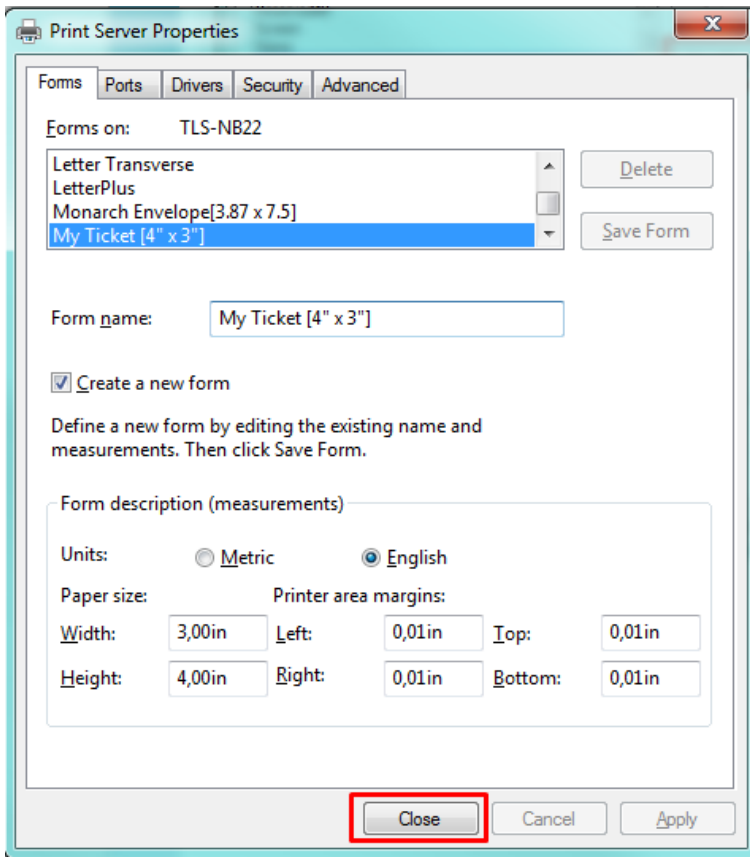 Print Server Properties
Forms Ports Drivers Security Advanced
Forms on: TLS-NB22
Letter Transverse
LetterPlus
Monarch Envelope[3.87 x 7.5]
My Ticket [4" x 3"]
Delete
Save Form
Form name: My Ticket [4" x 3"]
Create a new form
Define a new form by editing the existing name and
measurements. Then click Save Form.
Form description (measurements)
Units: Metric English
Paper size: Printer area margins:
Width: 3,00in Left: 0,01in Top: 0,01in
Height: 4,00in Right: 0,01in Bottom: 0,01in
Close Cancel Apply